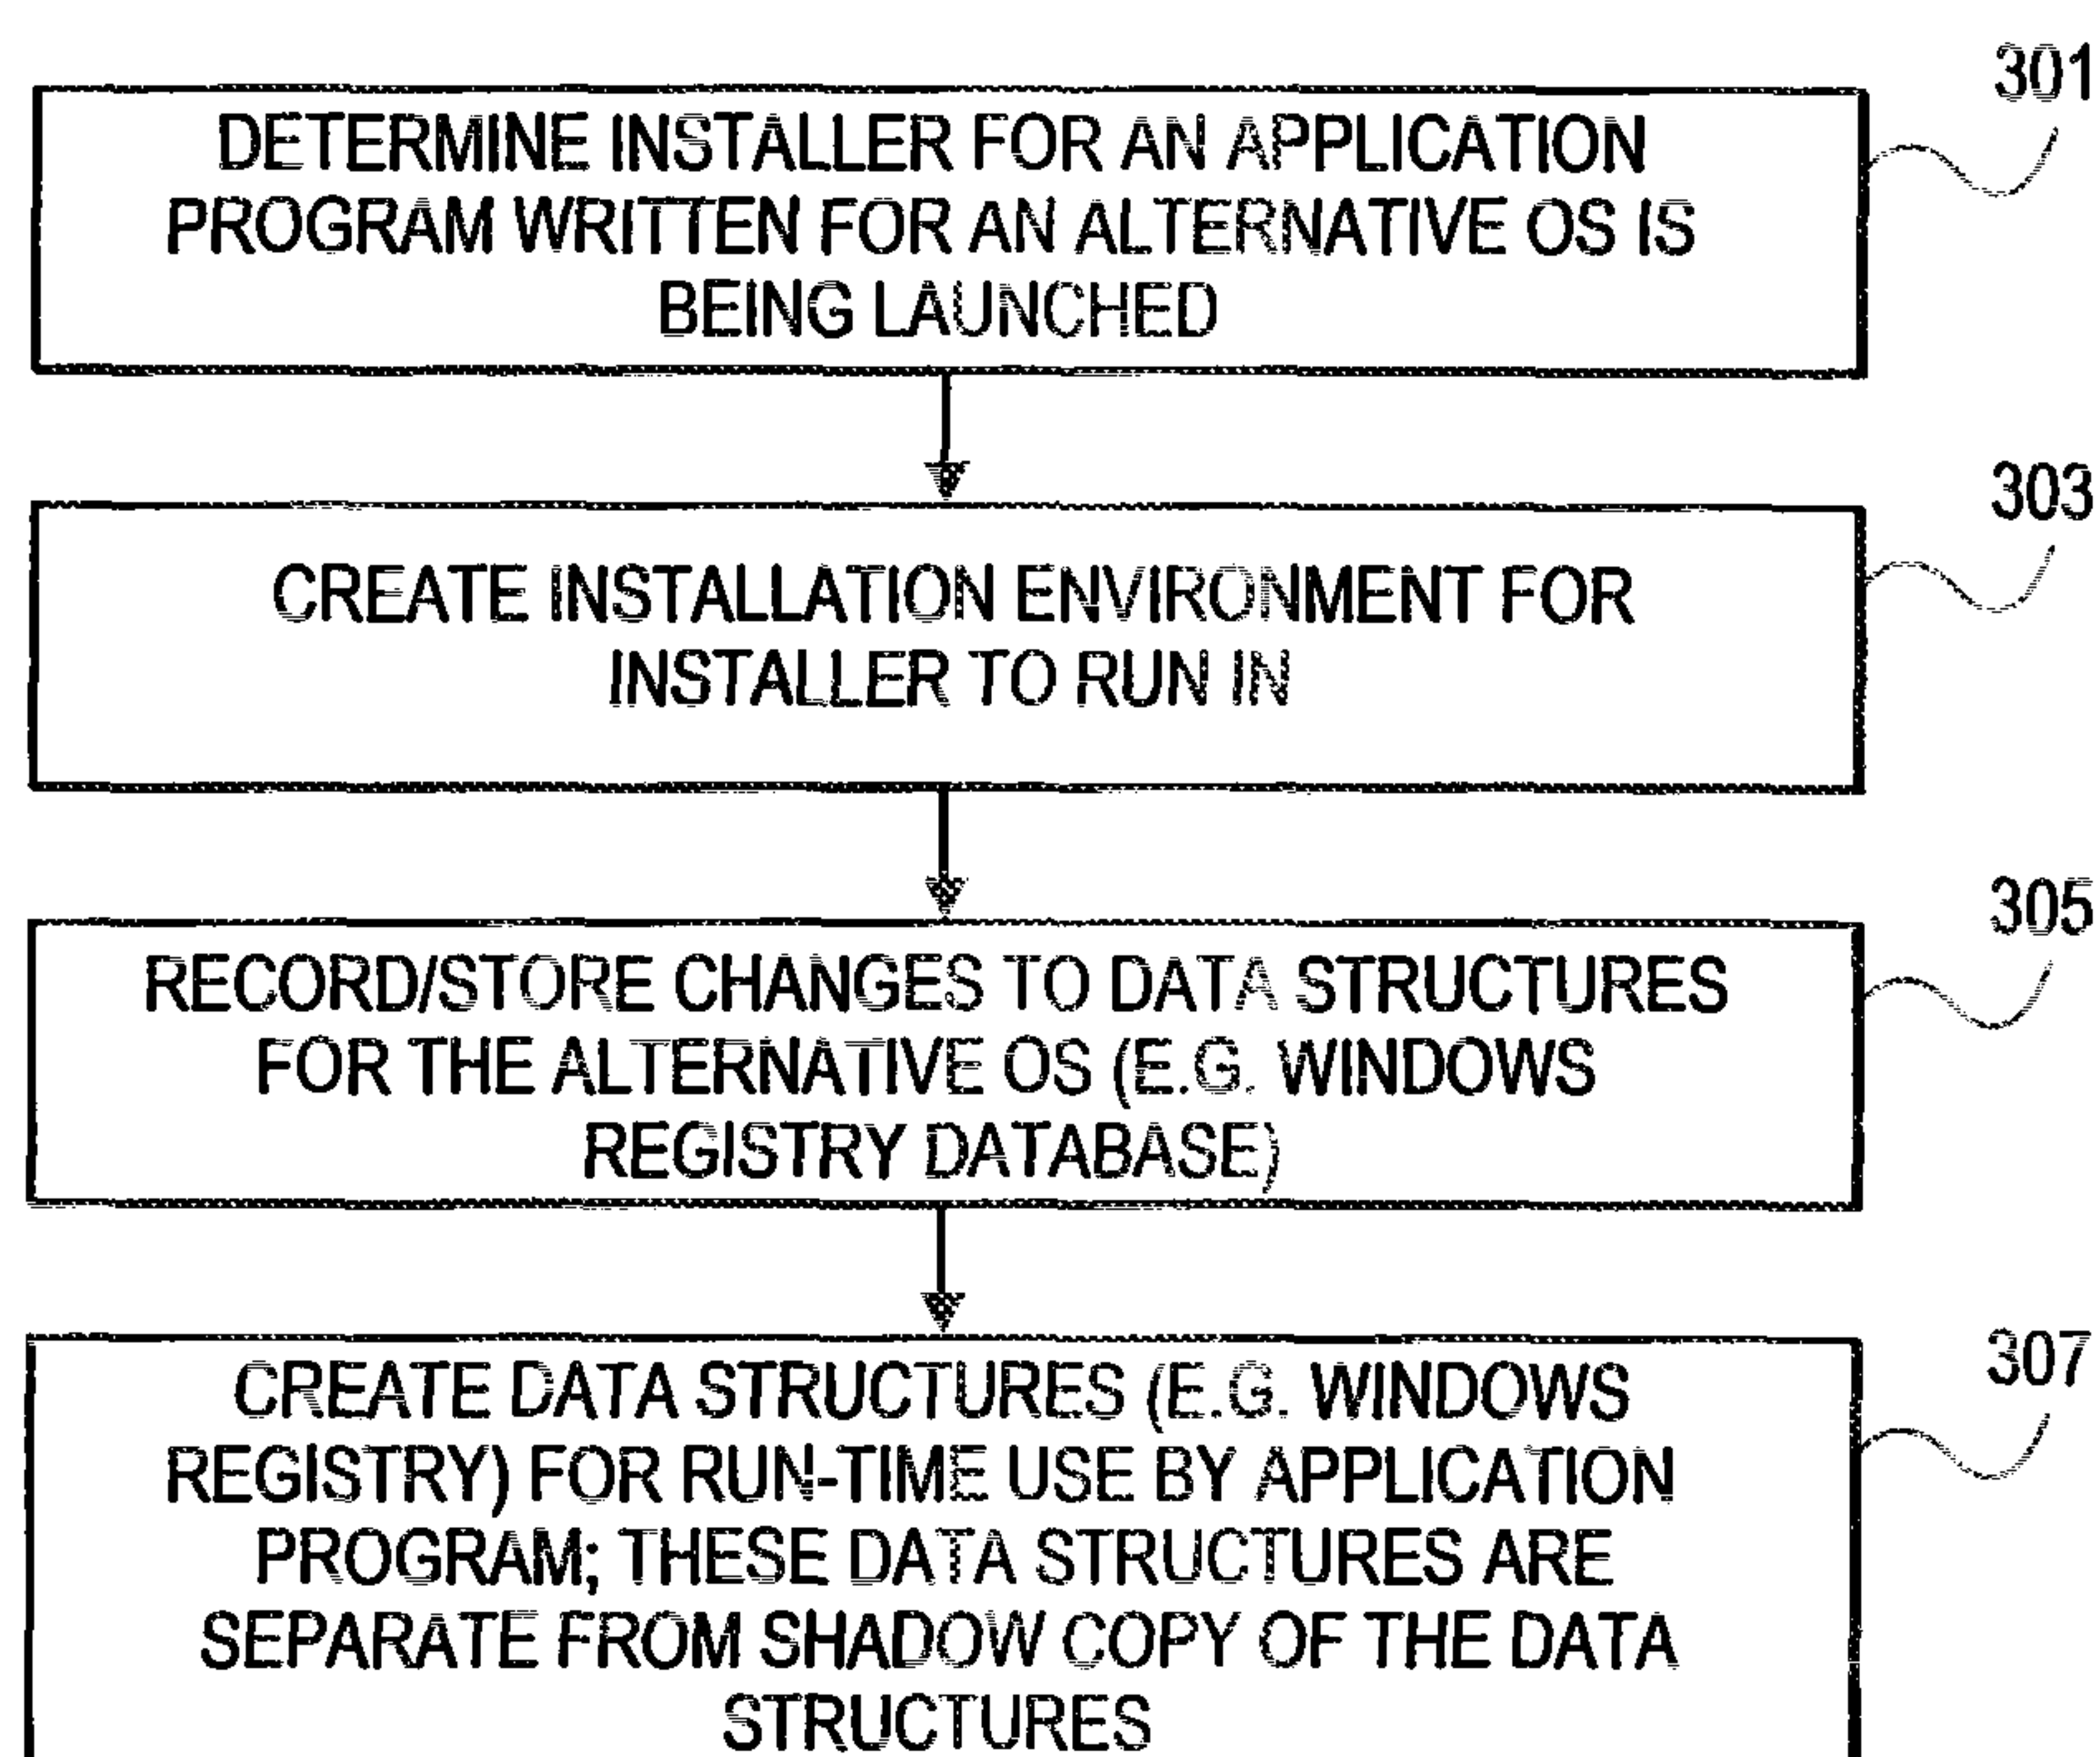 301
DETERMINE INSTALLER FOR AN APPLICATION
PROGRAM WRITTEN FOR AN ALTERNATIVE OS IS
BEING LAUNCHED
303
CREATE INSTALLATION ENVIRONMENT FOR
INSTALLER TO RUN IN
305
RECORD/STORE CHANGES TO DATA STRUCTURES
FOR THE ALTERNATIVE OS (E.G. WINDOWS
REGISTRY DATABASE)
307
CREATE DATA STRUCTURES (E.G. WINDOWS
REGISTRY) FOR RUN-TIME USE BY APPLICATION
PROGRAM; THESE DATA STRUCTURES ARE
SEPARATE FROM SHADOW COPY OF THE DATA
STRUCTURES